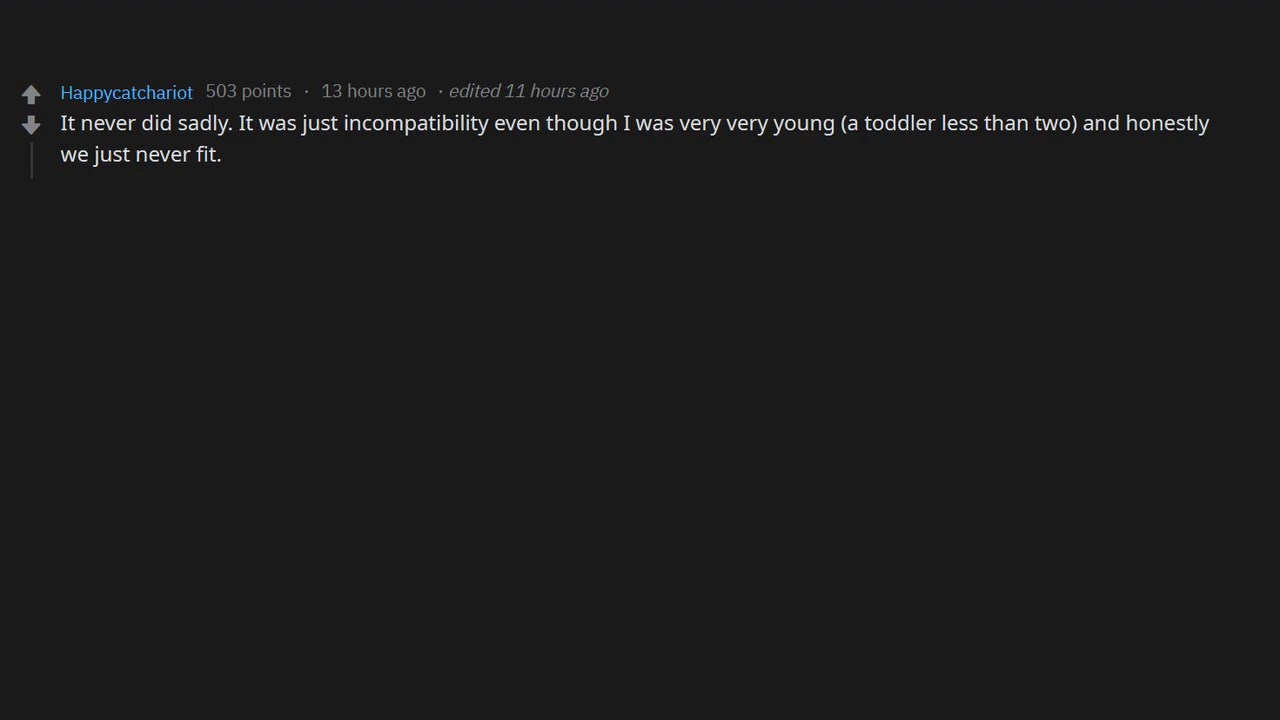 Happycatchariot 503 points · 13 hours ago · edited 11 hours ago
It never did sadly. It was just incompatibility even though I was very very young (a toddler less than two) and honestly
we just never fit.